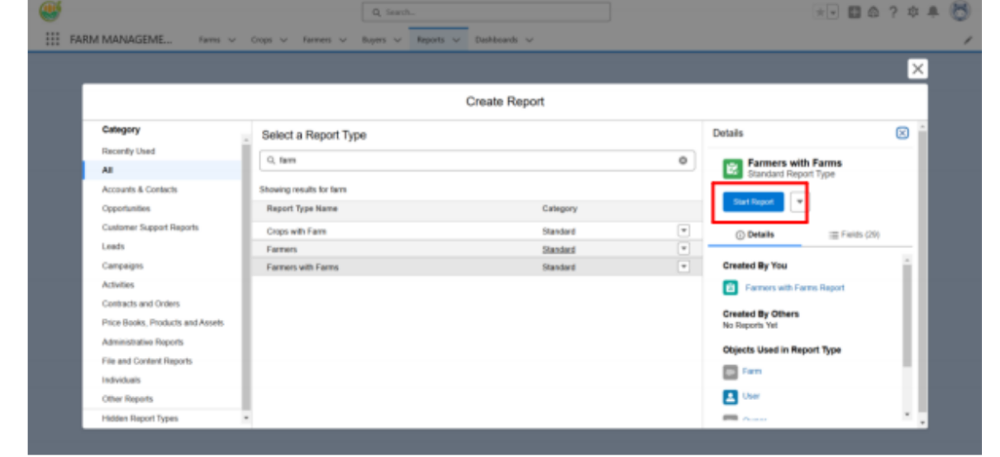 Search...
FARM MANAGEME...
Farms
Crops
Farmers
Buyers
Reports
Dashboards
Create Report
Category
Recently Used
All
Accounts & Contacts
Opportunities
Customer Support Reports
Leads
Campaigns
Activities
Contracts and Orders
Price Books, Products and Assets
Administrative Reports
File and Content Reports
Individuals
Other Reports
Hidden Report Types
Select a Report Type
farm
Showing results for farm
Report Type Name Category
Crops with Farm Standard
Farmers Standard
Farmers with Farms Standard
Details
Farmers with Farms
Standard Report Type
Start Report
Details
Fields (29)
Created By You
Farmers with Farms Report
Created By Others
No Reports Yet
Objects Used in Report Type
Farm
User